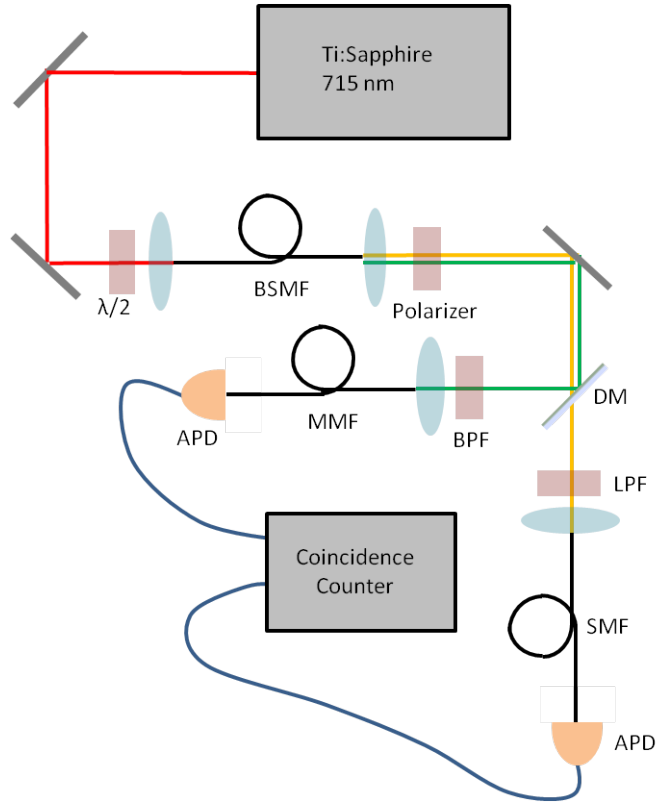 Ti:Sapphire
715 nm
λ/2
BSMF
Polarizer
APD
MMF
BPF
DM
LPF
Coincidence
Counter
SMF
APD